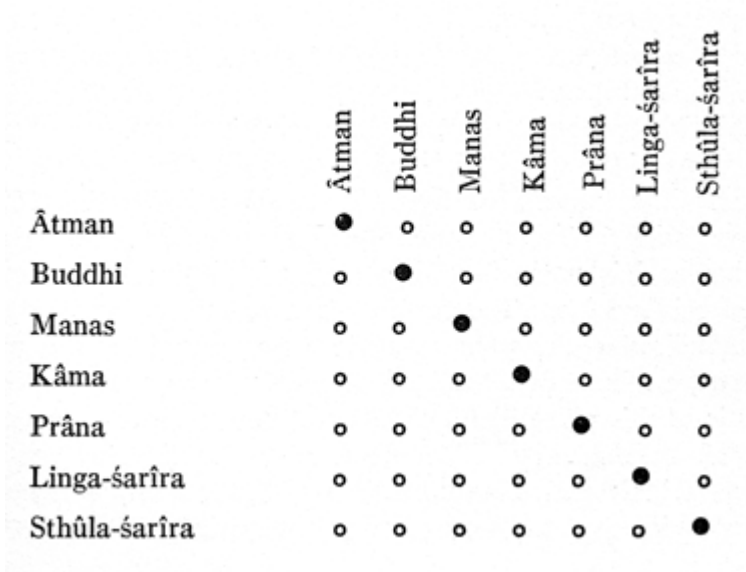 Âtman Buddhi Manas Kâma Prâna Linga-śarîra Sthûla-śarîra
Âtman
Buddhi
Manas
Kâma
Prâna
Linga-śarîra
Sthûla-śarîra